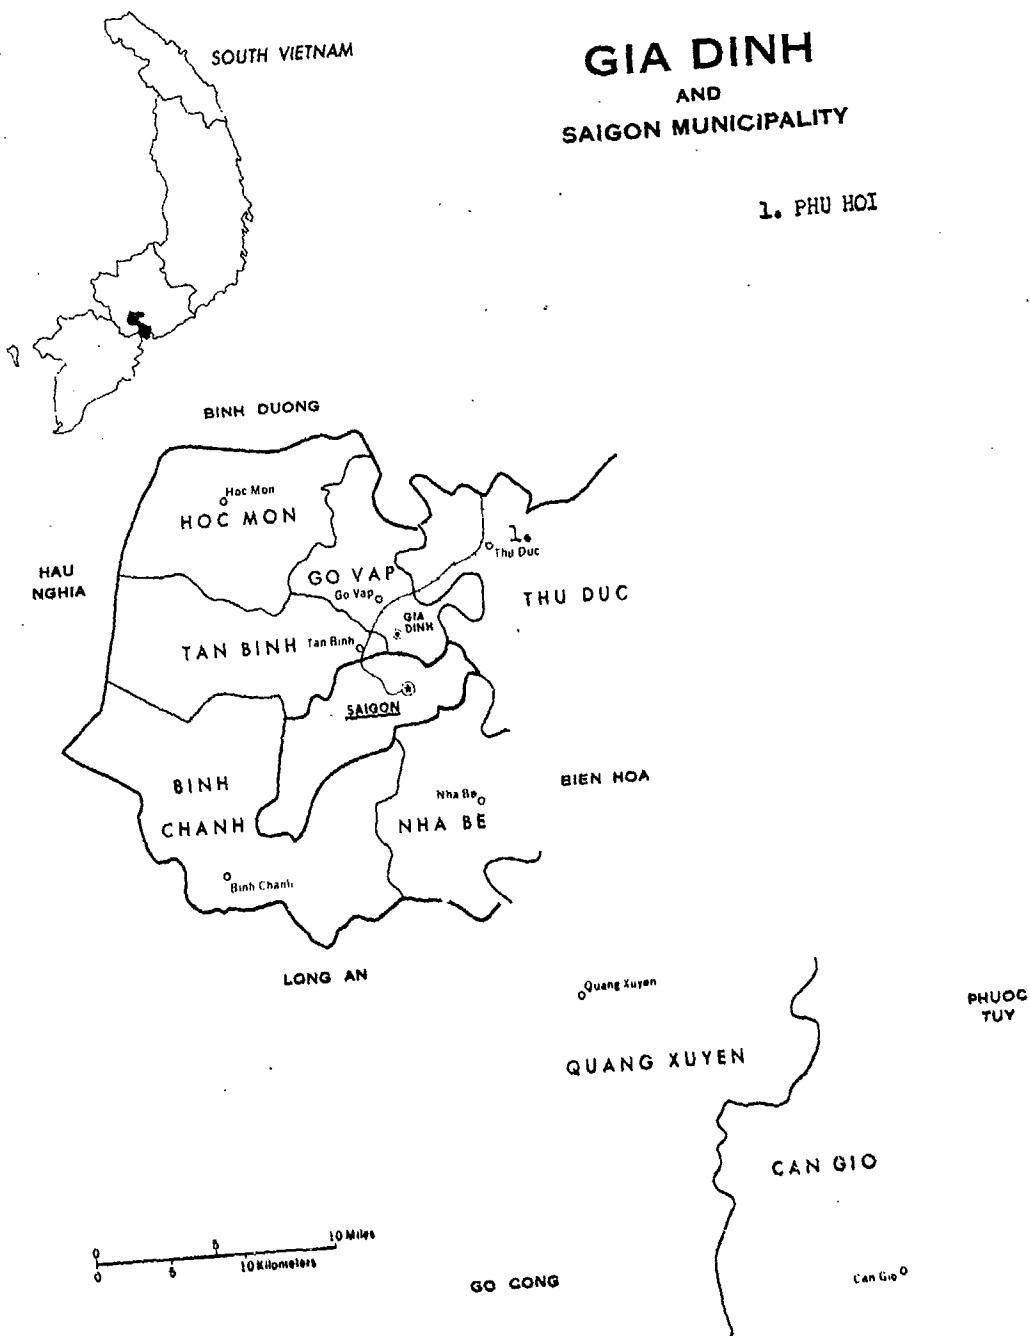 SOUTH VIETNAM
GIA DINH
AND
SAIGON MUNICIPALITY
1. PHU HOI
BINH DUONG
Hoc Mon
HOC MON
1.
Thu Duc
HAU
NGHIA
GO VAP
Go Vap
THU DUC
GIA
DINH
TAN BINH
Tan Binh
SAIGON
BINH
CHANH
BIEN HOA
Nha Be
NHA BE
Binh Chanh
LONG AN
Quang Xuyen
PHUOC
TUY
QUANG XUYEN
CAN GIO
0 5 10 Miles
0 5 10 Kilometers
GO CONG
Can Gio